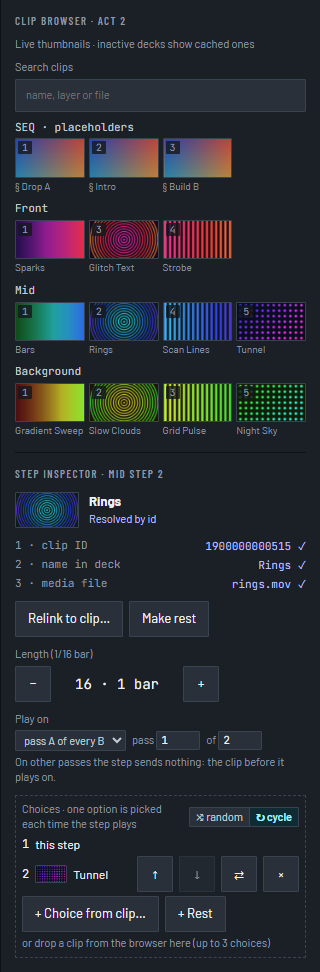 CLIP BROWSER · ACT 2
Live thumbnails · inactive decks show cached ones
Search clips
name, layer or file
SEQ · placeholders
1 2 3
§ Drop A § Intro § Build B
Front
1 3 4
Sparks Glitch Text Strobe
Mid
1 2 4 5
Bars Rings Scan Lines Tunnel
Background
1 2 3 4
Gradient Sweep Slow Clouds Grid Pulse Night Sky
STEP INSPECTOR · MID STEP 2
Rings
Resolved by id
1 · clip ID 1900000000515 ✓
2 · name in deck Rings ✓
3 · media file rings.mov ✓
Relink to clip… Make rest
Length (1/16 bar)
− 16 · 1 bar +
Play on
pass A of every B pass 1 of 2
On other passes the step sends nothing: the clip before it
plays on.
Choices · one option is picked
each time the step plays
⤨ random ↻ cycle
1 this step
2 Tunnel ↑ ↓ ⇄ ×
+ Choice from clip… + Rest
or drop a clip from the browser here (up to 3 choices)